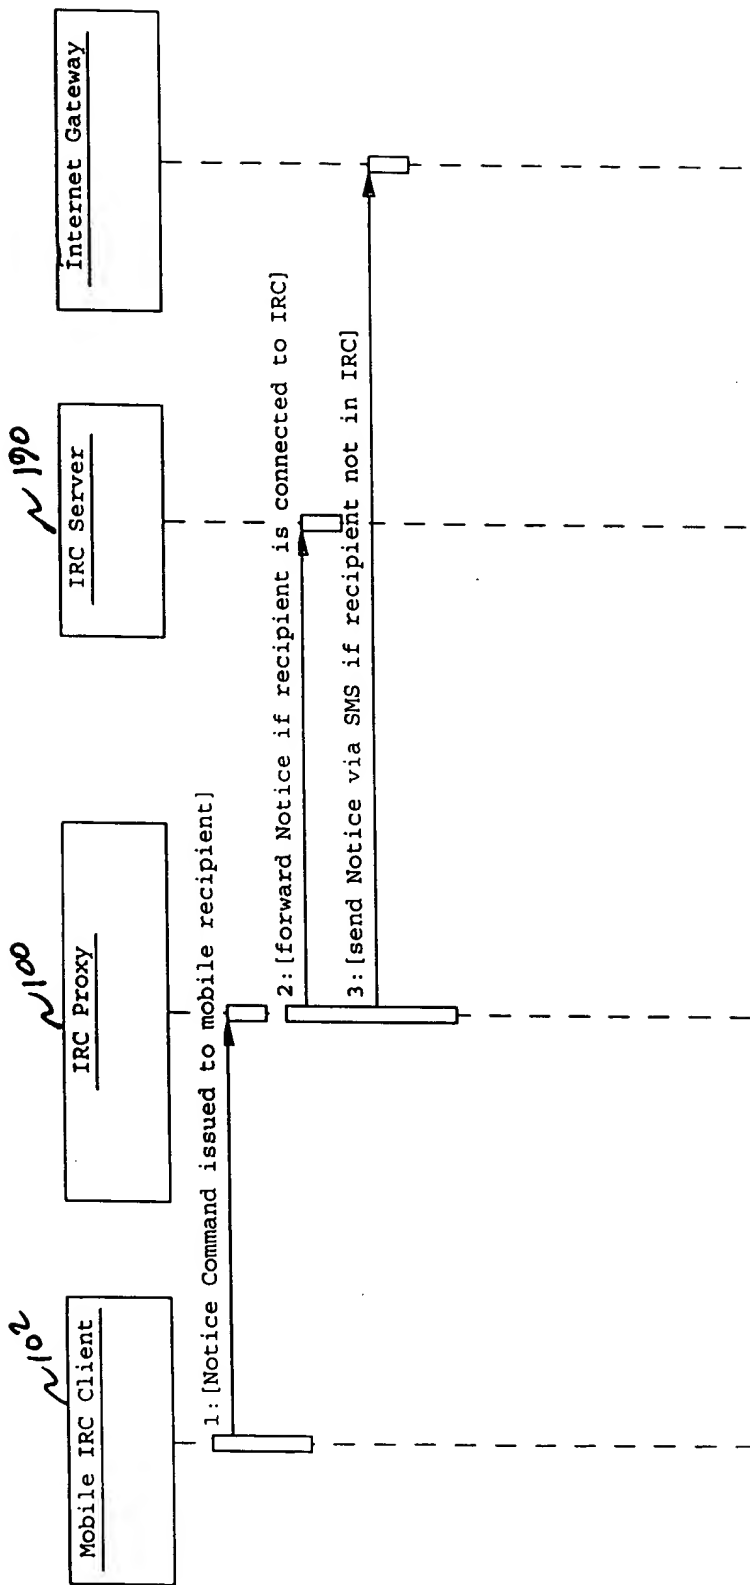 102
100
190
Mobile IRC Client
IRC Proxy
IRC Server
Internet Gateway
1:[Notice Command issued to mobile recipient]
2:[forward Notice if recipient is connected to IRC]
3:[send Notice via SMS if recipient not in IRC]